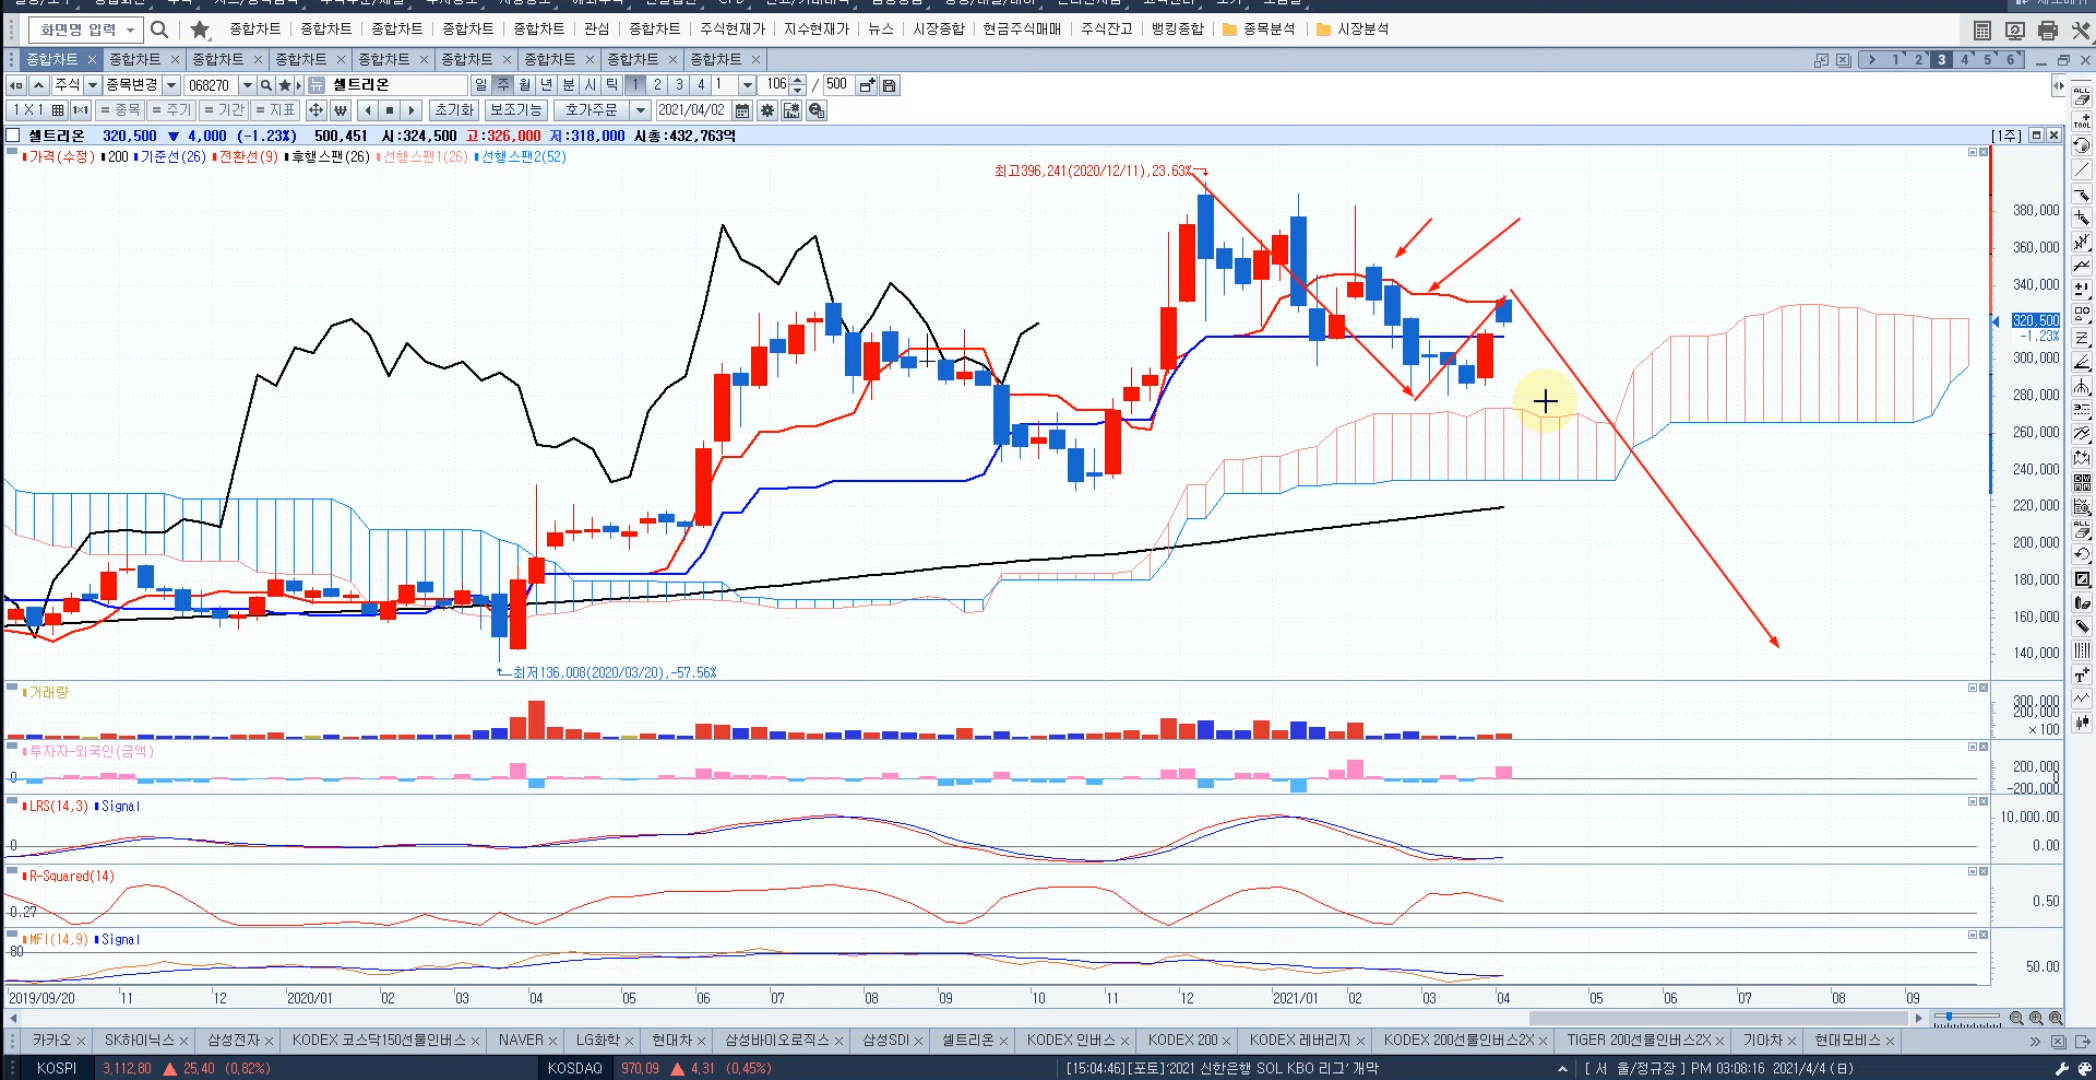 화면명 입력 종합차트 종합차트 종합차트 종합차트 종합차트 관심 종합차트 주식현재가 지수현재가 뉴스 시장종합 현금주식매매 주식잔고 뱅킹종합 종목분석 시장분석
종합차트 × 종합차트 × 종합차트 × 종합차트 × 종합차트 × 종합차트 × 종합차트 × 종합차트 × 종합차트 × 1 2 3 4 5 6
주식 종목변경 068270 뉴 셀트리온 일 주 월 년 분 시 틱 1 2 3 4 1 106 / 500
1 X 1 1x1 = 종목 = 주기 = 기간 = 지표 ₩ 초기화 보조기능 호가주문 2021/04/02
셀트리온 320,500 ▼ 4,000 (-1.23%) 500,451 시:324,500 고:326,000 저:318,000 시총:432,763억 [1주]
가격(수정) 200 기준선(26) 전환선(9) 후행스팬(26) 선행스팬1(26) 선행스팬2(52)
최고396,241(2020/12/11),23.63%
380,000
360,000
340,000
320,500
-1.23%
300,000
280,000
260,000
240,000
220,000
200,000
180,000
160,000
140,000
최저136,008(2020/03/20),-57.56%
거래량
300,000
200,000
×100
투자자-외국인(금액)
0
200,000
0
-200,000
LRS(14,3) Signal
10,000.00
0
0.00
R-Squared(14)
0.50
0.27
MFI(14,9) Signal
80
50.00
2019/09/20 11 12 2020/01 02 03 04 05 06 07 08 09 10 11 12 2021/01 02 03 04 05 06 07 08 09
카카오 × SK하이닉스 × 삼성전자 × KODEX 코스닥150선물인버스 × NAVER × LG화학 × 현대차 × 삼성바이오로직스 × 삼성SDI × 셀트리온 × KODEX 인버스 × KODEX 200 × KODEX 레버리지 × KODEX 200선물인버스2X × TIGER 200선물인버스2X × 기아차 × 현대모비스 ×
KOSPI 3,112.80 ▲ 25.40 (0.82%) KOSDAQ 970.09 ▲ 4.31 (0.45%) [15:04:46][포토]'2021 신한은행 SOL KBO 리그' 개막 [ 서 울/정규장 ] PM 03:08:16 2021/4/4 (日)